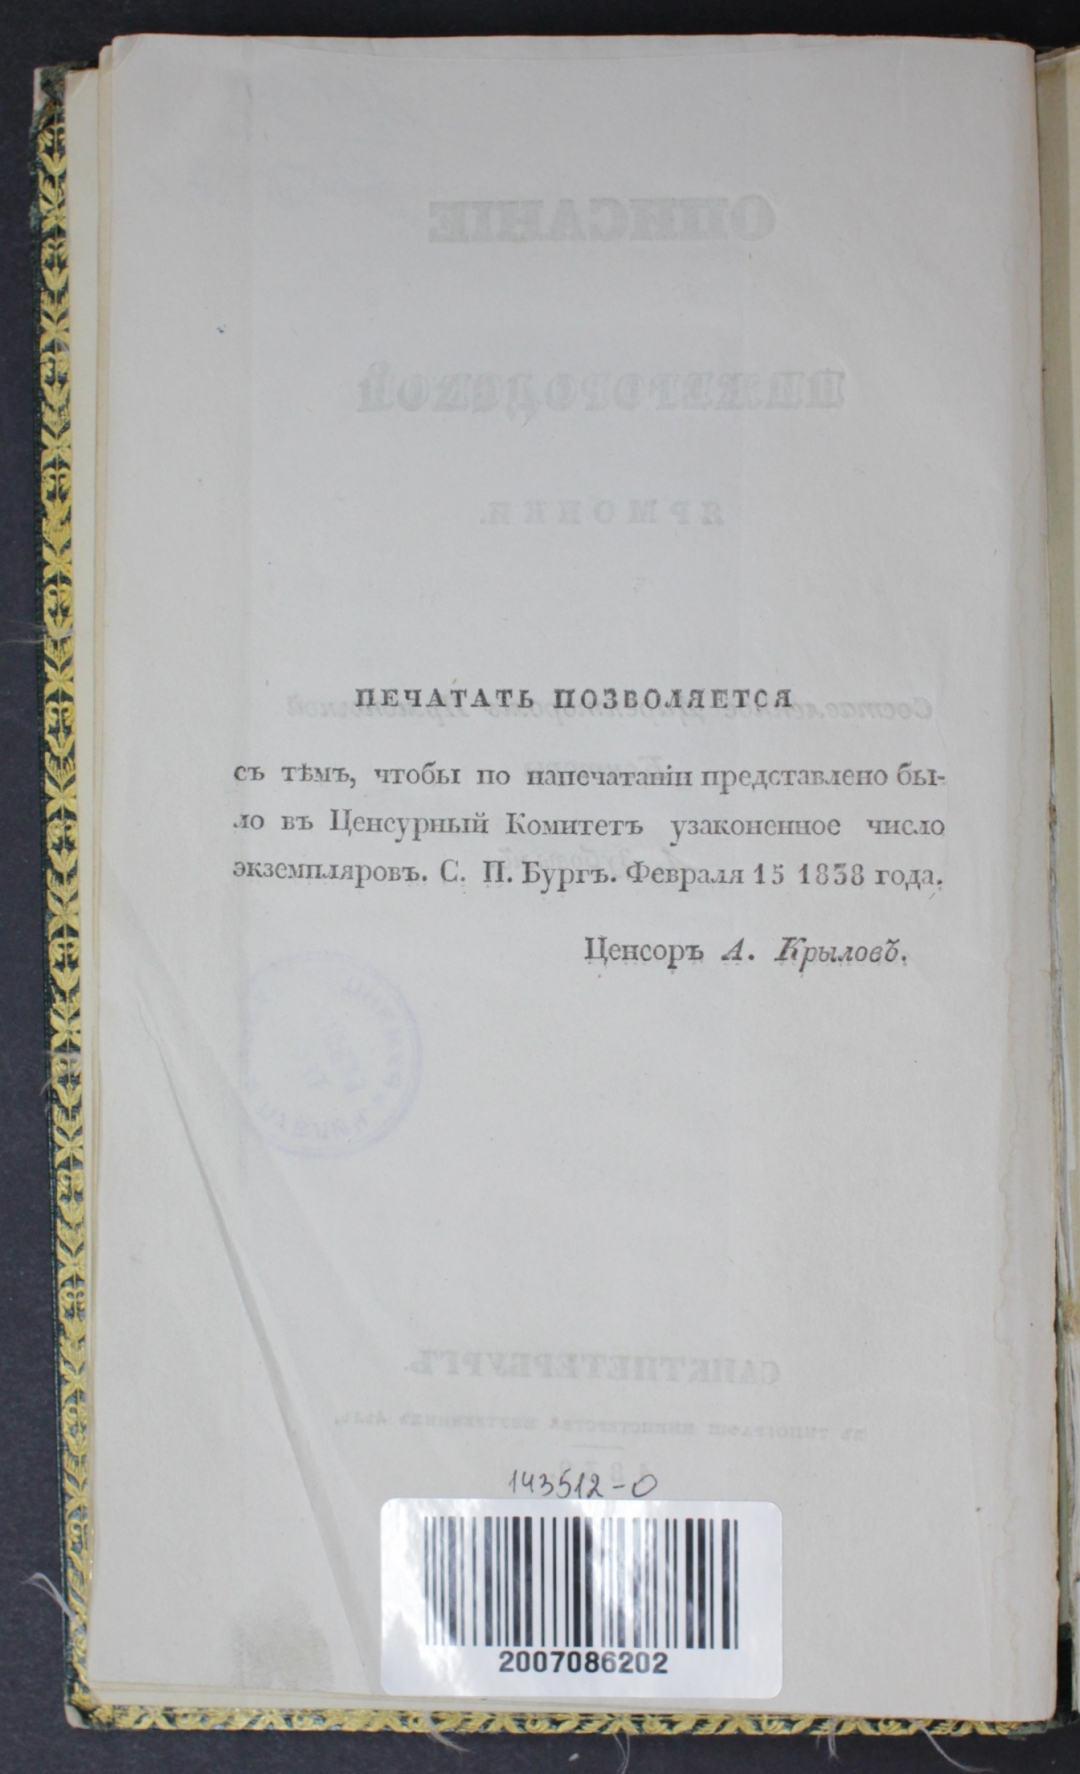 ПЕЧАТАТЬ ПОЗВОЛЯЕТСЯ
съ тѣмъ, чтобы по напечатаніи представлено бы-
ло въ Ценсурный Комитетъ узаконенное число
экземпляровъ. С. П. Бургъ. Февраля 15 1838 года.
Ценсоръ А. Крыловъ.
143512-О
2007086202